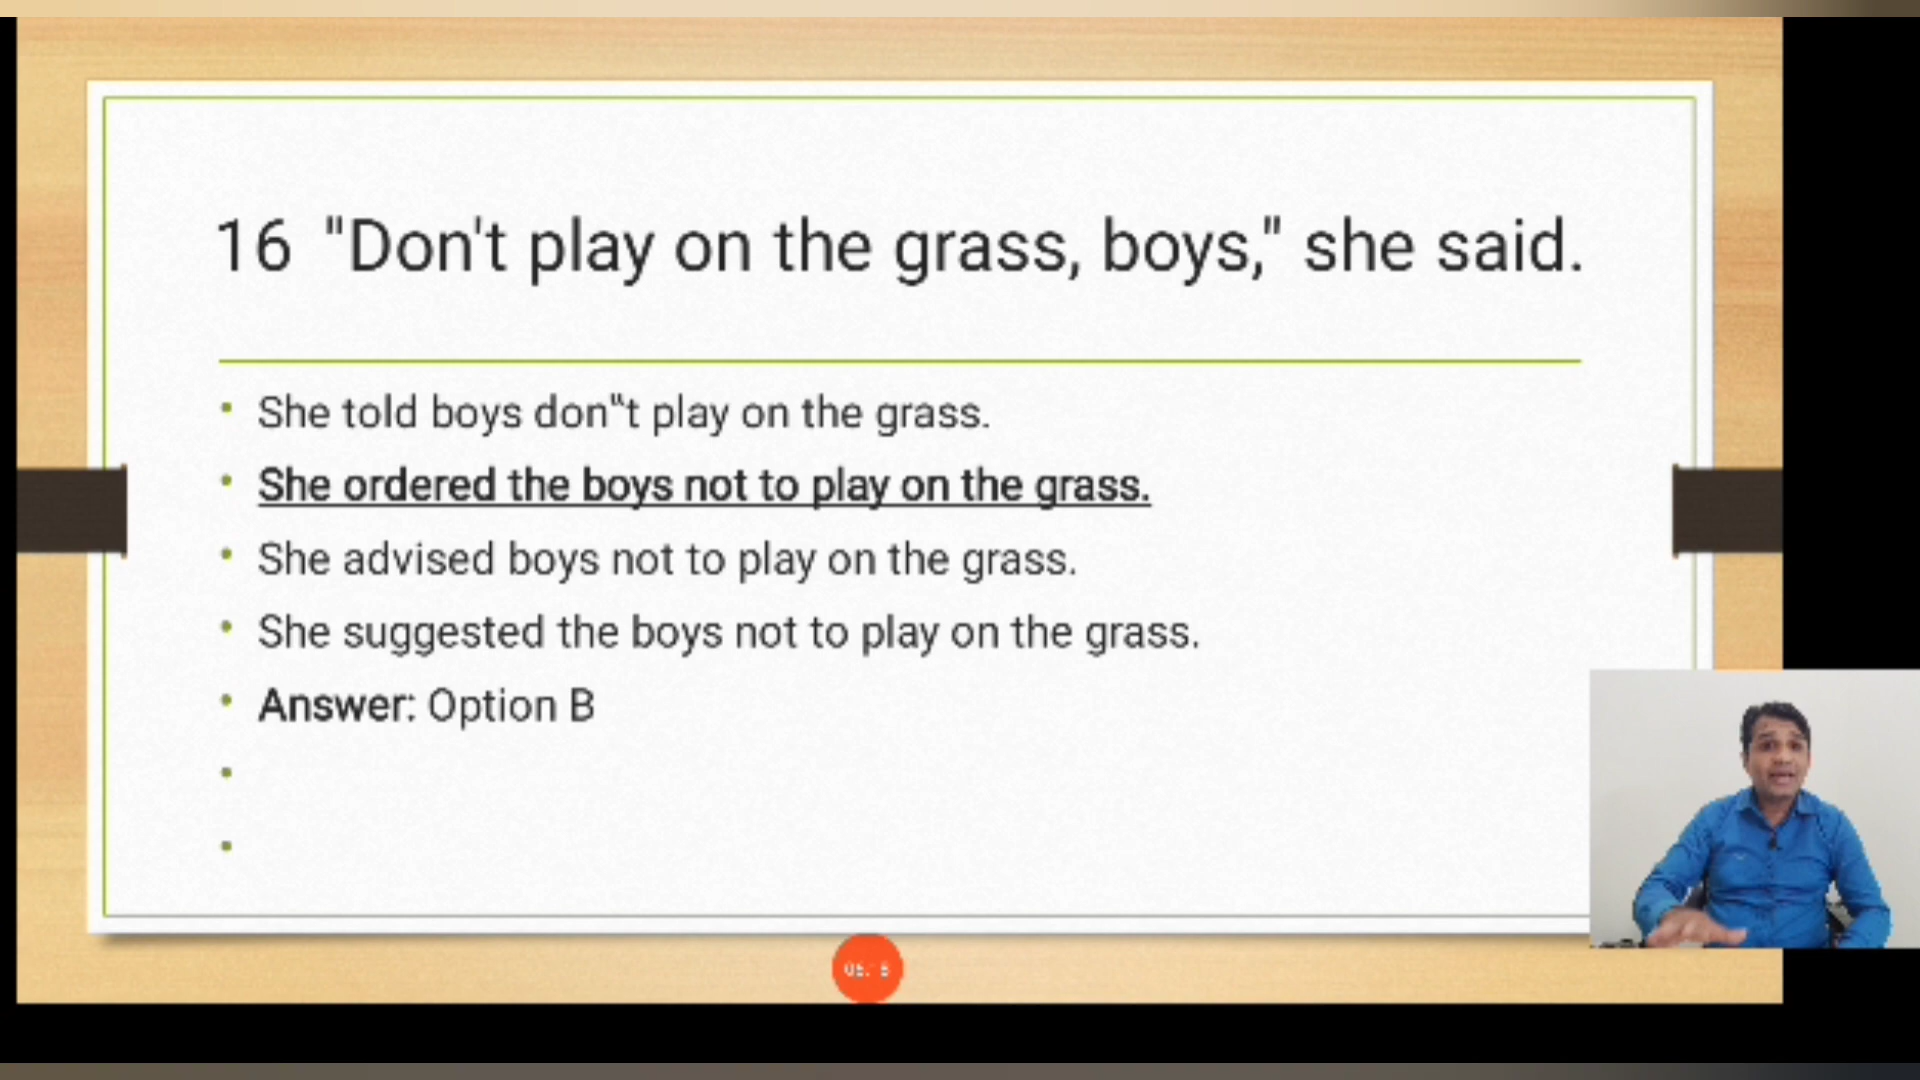 16 "Don't play on the grass, boys," she said.
• She told boys don‟t play on the grass.
• She ordered the boys not to play on the grass.
• She advised boys not to play on the grass.
• She suggested the boys not to play on the grass.
• Answer: Option B